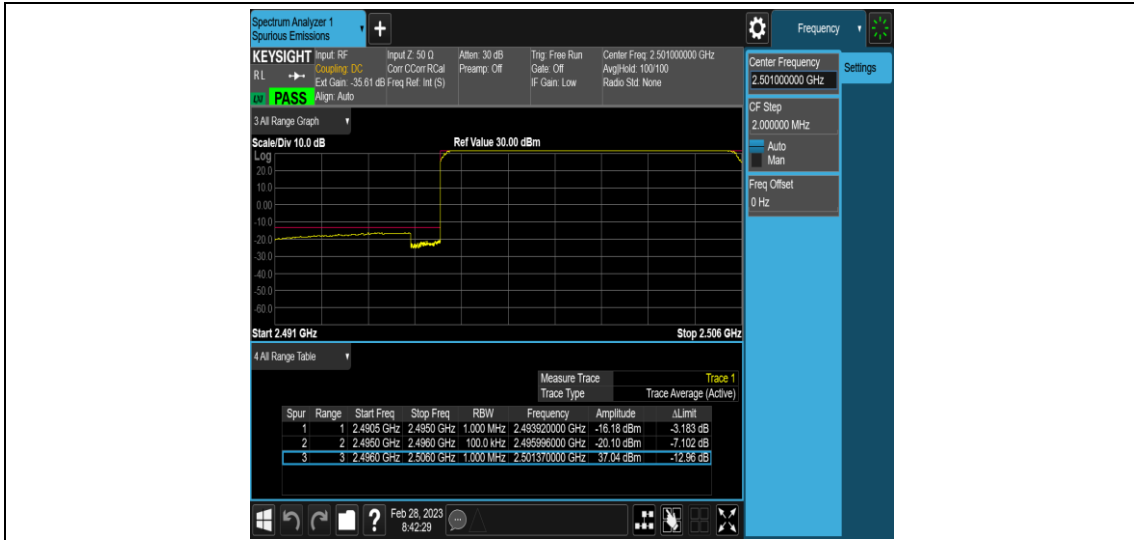 Spectrum Analyzer 1
Spurious Emissions
Frequency
KEYSIGHT Input: RF Input Z: 50 Ω Atten: 30 dB Trig: Free Run Center Freq: 2.501000000 GHz
RL Coupling: DC Corr CCorr RCal Preamp: Off Gate: Off Avg|Hold: 100/100
Ext Gain: -35.61 dB Freq Ref: Int (S) IF Gain: Low Radio Std: None
PASS Align: Auto
Center Frequency
2.501000000 GHz
Settings
CF Step
2.000000 MHz
Auto
Man
Freq Offset
0 Hz
3 All Range Graph
Scale/Div 10.0 dB Ref Value 30.00 dBm
Log
20.0
10.0
0.00
-10.0
-20.0
-30.0
-40.0
-50.0
-60.0
Start 2.491 GHz Stop 2.506 GHz
4 All Range Table
Measure Trace Trace 1
Trace Type Trace Average (Active)
Spur Range Start Freq Stop Freq RBW Frequency Amplitude ΔLimit
1 1 2.4905 GHz 2.4950 GHz 1.000 MHz 2.493920000 GHz -16.18 dBm -3.183 dB
2 2 2.4950 GHz 2.4960 GHz 100.0 kHz 2.495996000 GHz -20.10 dBm -7.102 dB
3 3 2.4960 GHz 2.5060 GHz 1.000 MHz 2.501370000 GHz 37.04 dBm -12.96 dB
Feb 28, 2023
8:42:29